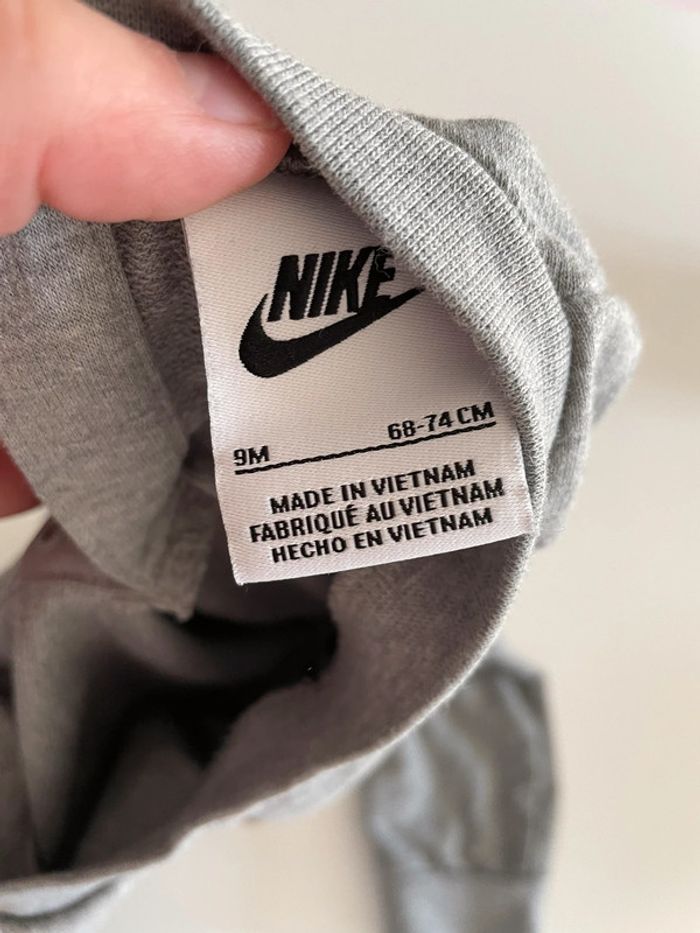 NIKE
9M 68-74 CM
MADE IN VIETNAM
FABRIQUÉ AU VIETNAM
HECHO EN VIETNAM